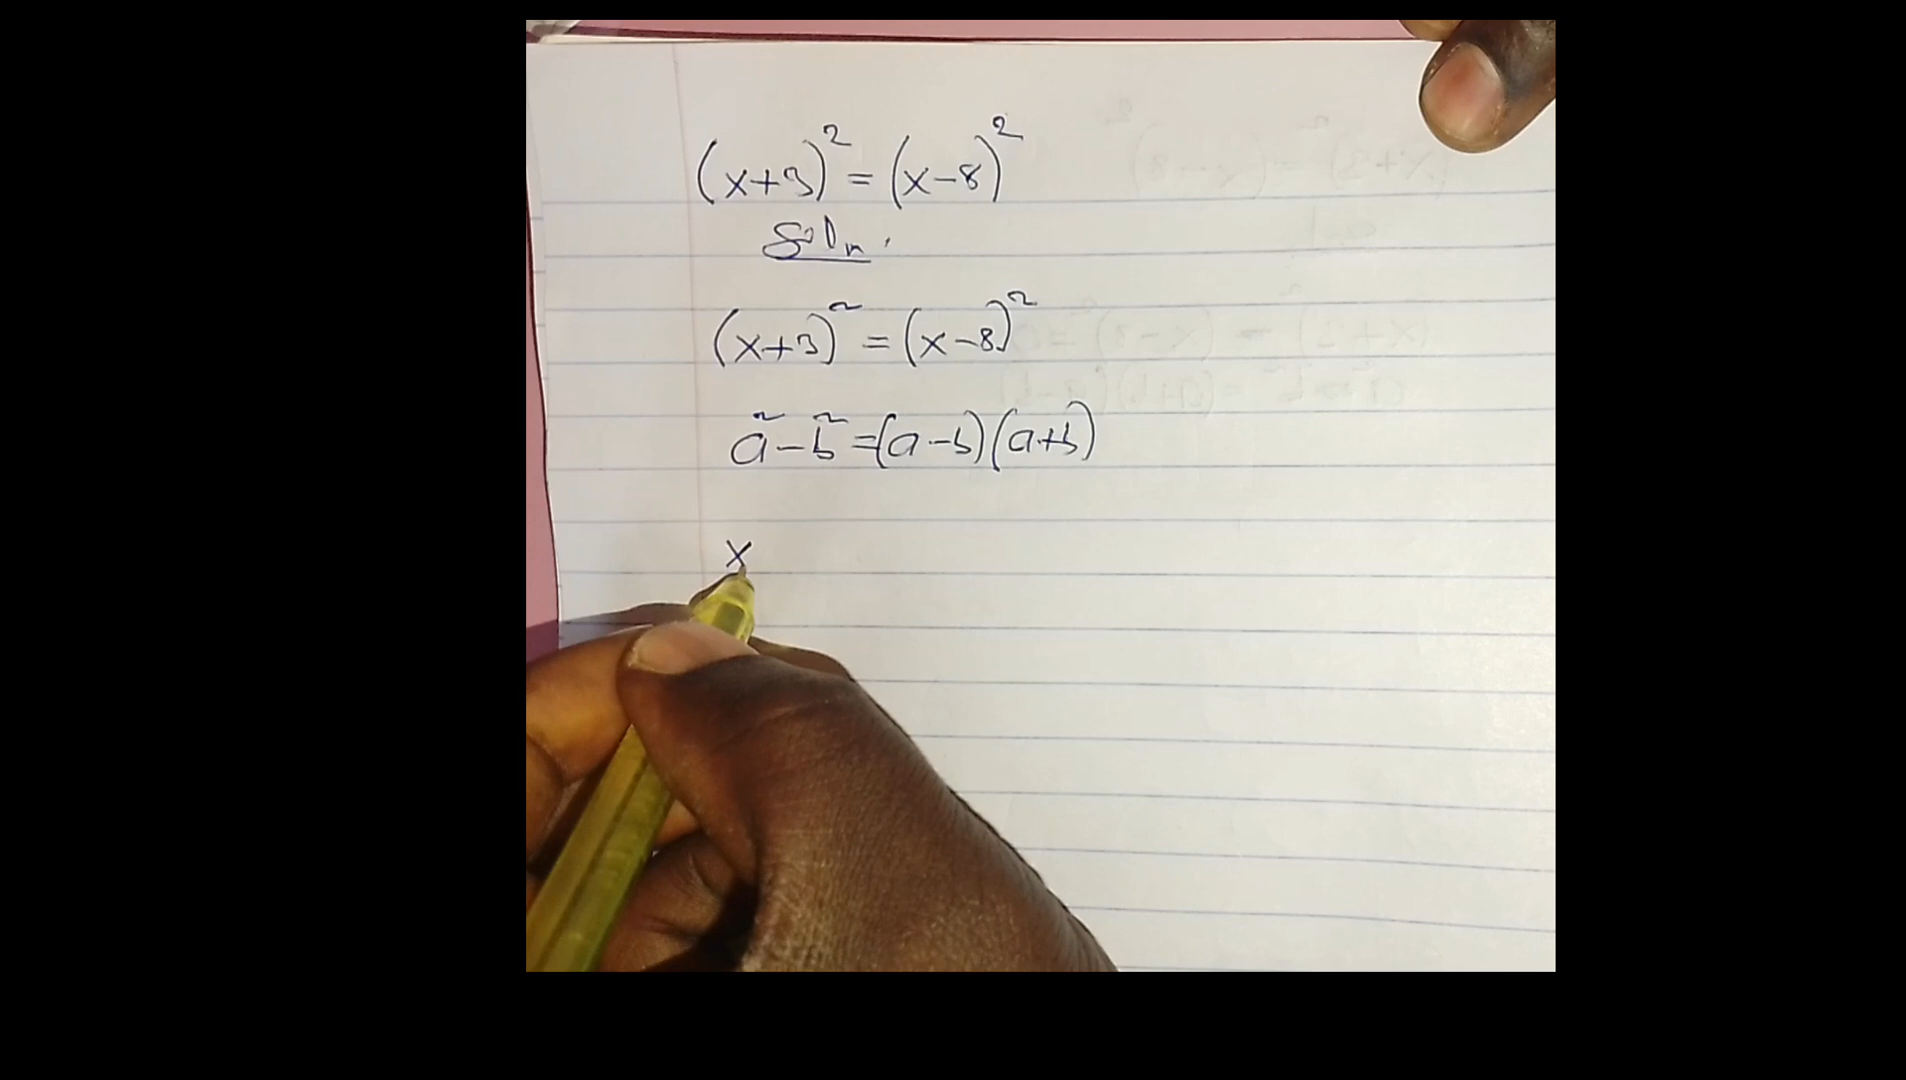 (x+3)² = (x-8)²
Soln.
(x+3)² = (x-8)²
a²-b² =(a-b)(a+b)
x